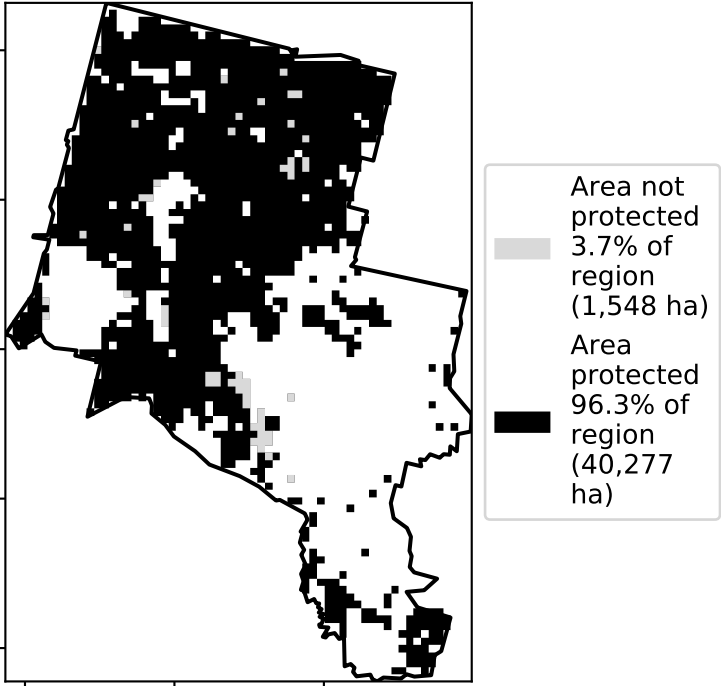 Area not
protected
3.7% of
region
(1,548 ha)
Area
protected
96.3% of
region
(40,277
ha)